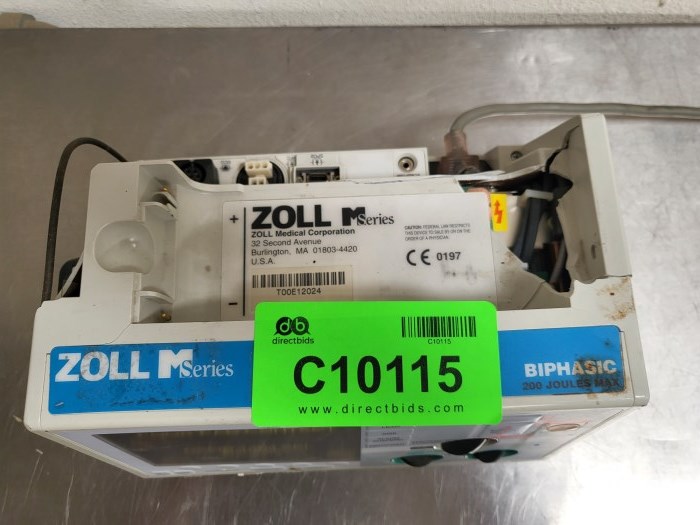 ZOLL M Series
ZOLL Medical Corporation
32 Second Avenue
Burlington, MA 01803-4420
U.S.A.
T00E12024
CAUTION: FEDERAL LAW RESTRICTS
THIS DEVICE TO SALE BY OR ON THE
ORDER OF A PHYSICIAN.
CE 0197
+
−
db
directbids
C10115
C10115
www.directbids.com
ZOLL M Series
BIPHASIC
200 JOULES MAX